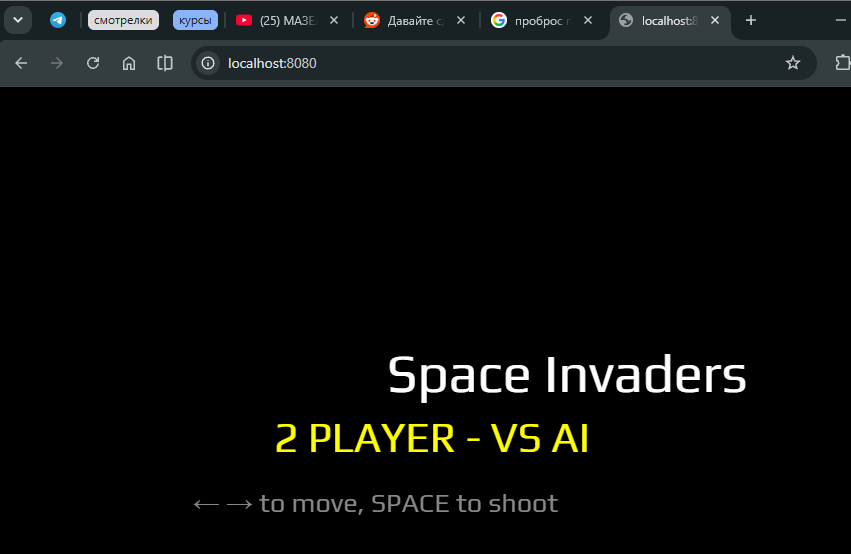 смотрелки курсы (25) МАЗЕ Давайте с проброс localhost:8
localhost:8080
Space Invaders
2 PLAYER - VS AI
←→ to move, SPACE to shoot